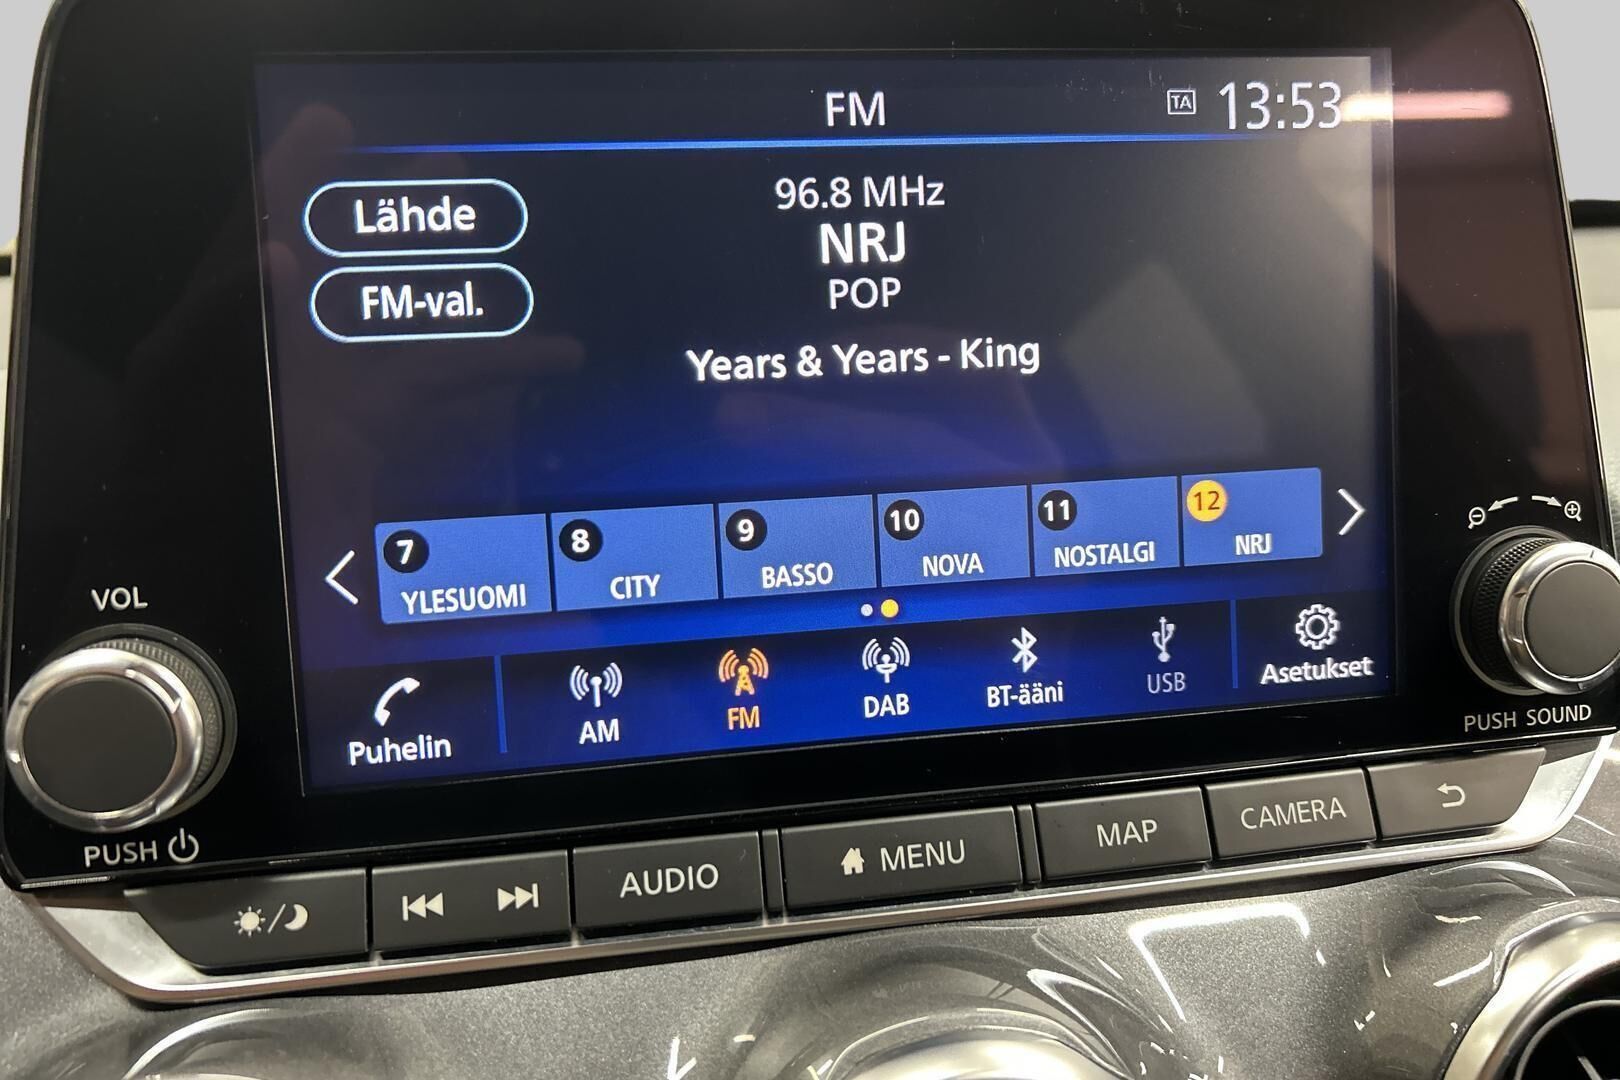 FM
TA 13:53
Lähde
96.8 MHz
NRJ
FM-val.
POP
Years & Years - King
7 8 9 10 11 12
YLESUOMI CITY BASSO NOVA NOSTALGI NRJ
Puhelin AM FM DAB BT-ääni USB Asetukset
VOL
PUSH
PUSH SOUND
AUDIO MENU MAP CAMERA